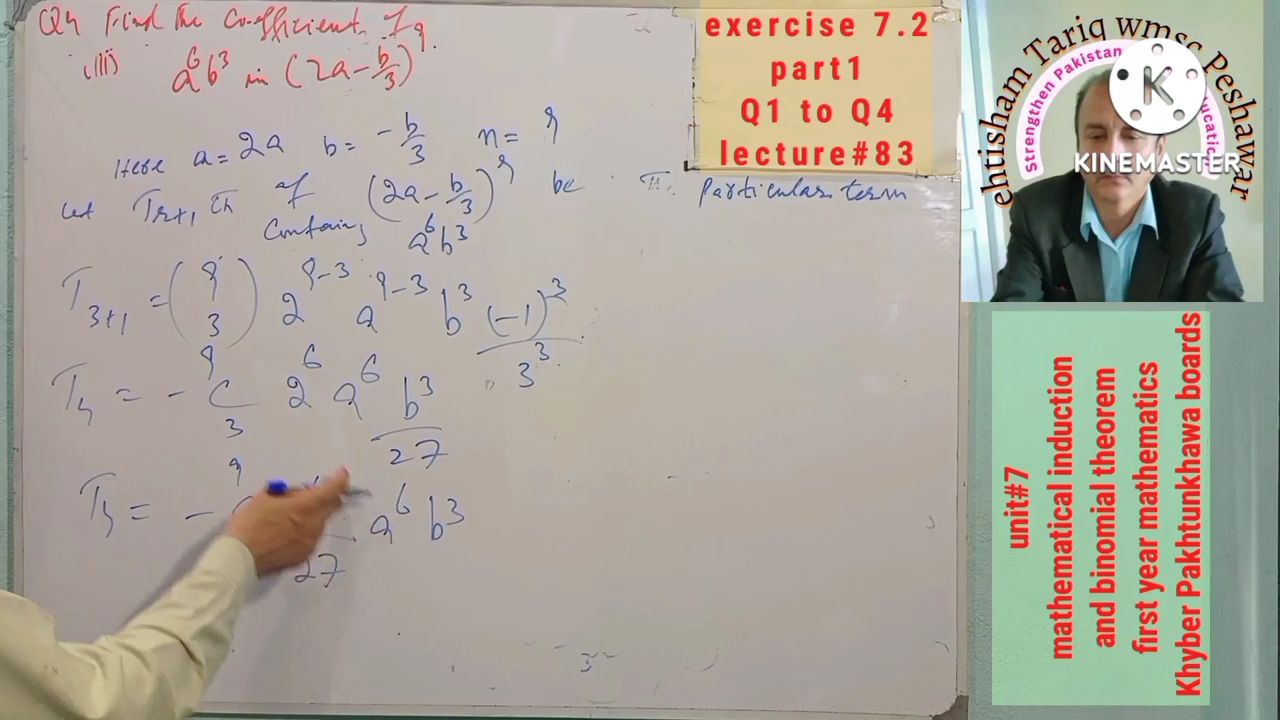 Q4 Find the Co-efficient of
(iii) a⁶b³ in (2a - b/3)⁹.
Here a = 2a b = -b/3 n = 9
Let Tr+1 th of (2a - b/3)⁹ be The Particular term
Contains a⁶b³
T3+1 = (9 3) 2⁹⁻³ a⁹⁻³ b³ (-1)³/3³
T4 = - ⁹C3 2⁶ a⁶ b³/27
T4 = - 9 27 a⁶ b³
exercise 7.2
part1
Q1 to Q4
lecture#83
ehtisham Tariq wmsc Peshawar
Strengthen Pakistan
ducation
K
KINEMASTER
unit#7
mathematical induction
and binomial theorem
first year mathematics
Khyber Pakhtunkhawa boards